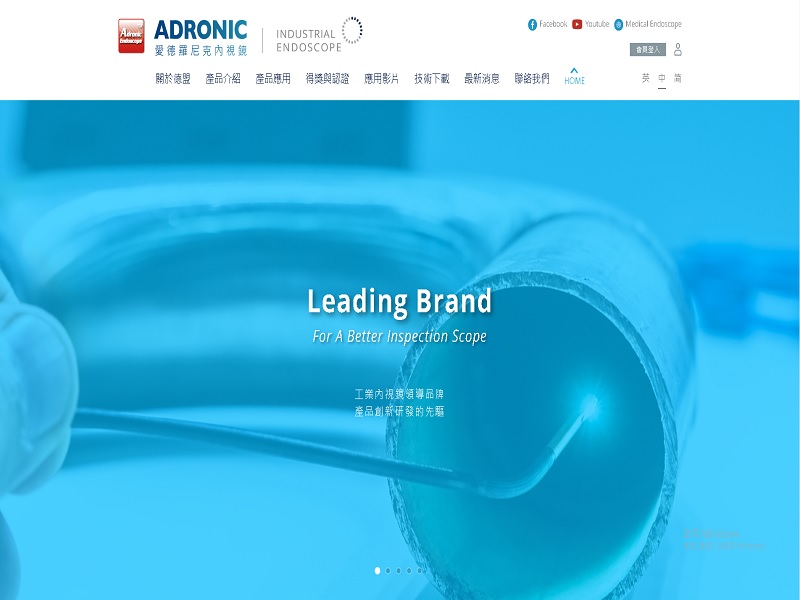 Adronic
Endoscope
ADRONIC
愛德羅尼克內視鏡
INDUSTRIAL
ENDOSCOPE
Facebook
Youtube
Medical Endoscope
會員登入
關於德盟
產品介紹
產品應用
得獎與認證
應用影片
技術下載
最新消息
聯絡我們
HOME
英
中
简
Leading Brand
For A Better Inspection Scope
工業內視鏡領導品牌
產品創新研發的先驅